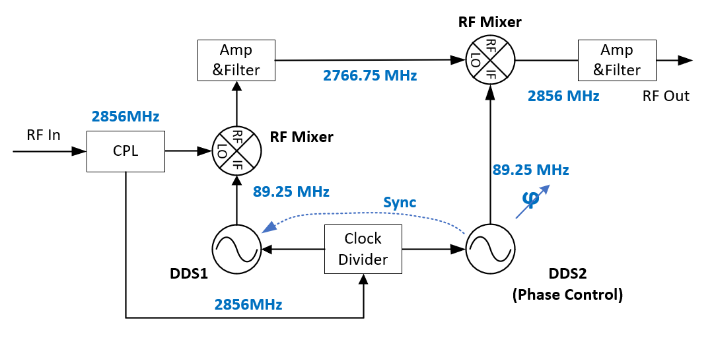 RF Mixer
Amp
&Filter
2766.75 MHz
RF
LO
IF
Amp
&Filter
2856 MHz
RF Out
2856MHz
RF In
CPL
RF
LO
IF
RF Mixer
89.25 MHz
89.25 MHz
φ
Sync
Clock
Divider
DDS1
DDS2
(Phase Control)
2856MHz